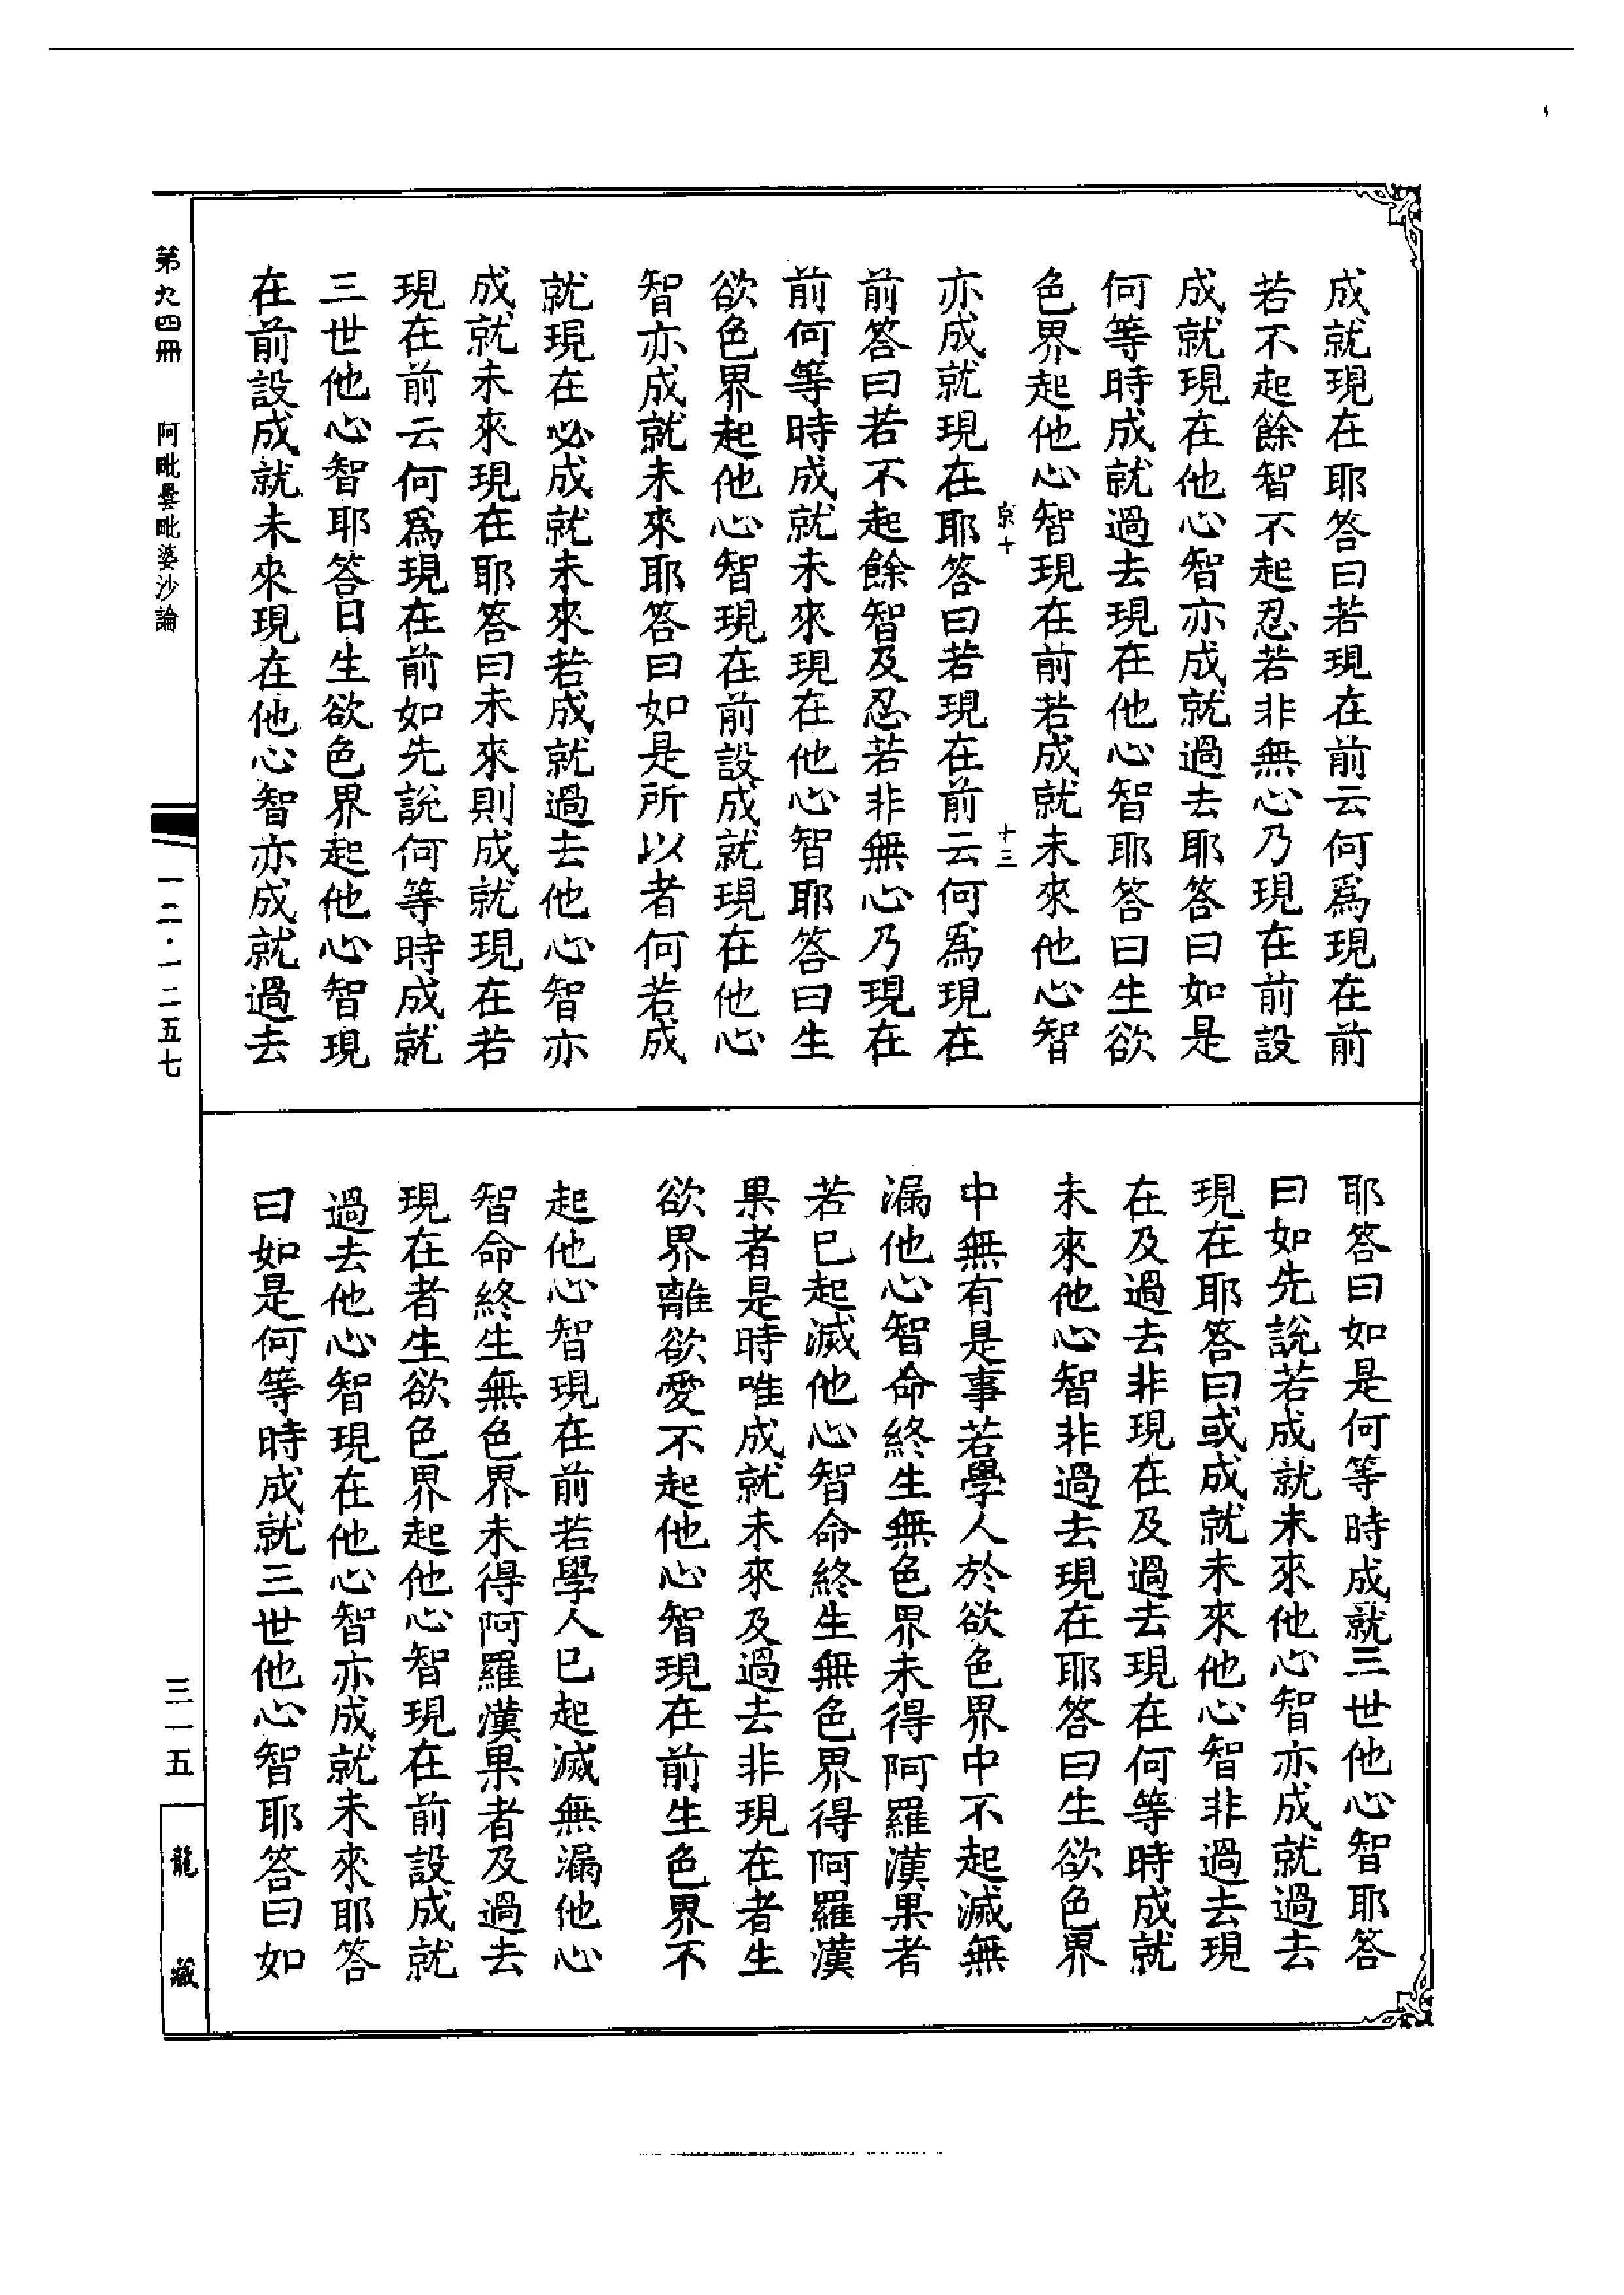 成就現在耶答曰若現在前云何爲現在前
若不起餘智不起忍若非無心乃現在前設
成就現在他心智亦成就過去耶答曰如是
何等時成就過去現在他心智耶答曰生欲
色界起他心智現在前若成就未來他心智
京十 十三
亦成就現在耶答曰若現在前云何爲現在
前答曰若不起餘智及忍若非無心乃現在
前何等時成就未來現在他心智耶答曰生
欲色界起他心智現在前設成就現在他心
智亦成就未來耶答曰如是所以者何若成
就現在必成就未來若成就過去他心智亦
成就未來現在耶答曰未來則成就現在若
現在前云何爲現在前如先說何等時成就
三世他心智耶答曰生欲色界起他心智現
在前設成就未來現在他心智亦成就過去
耶答曰如是何等時成就三世他心智耶答
曰如先說若成就未來他心智亦成就過去
現在耶答曰或成就未來他心智非過去現
在及過去非現在及過去現在何等時成就
未來他心智非過去現在耶答曰生欲色界
中無有是事若學人於欲色界中不起滅無
漏他心智命終生無色界未得阿羅漢果者
若已起滅他心智命終生無色界得阿羅漢
果者是時唯成就未來及過去非現在者生
欲界離欲愛不起他心智現在前生色界不
起他心智現在前若學人已起滅無漏他心
智命終生無色界未得阿羅漢果者及過去
現在者生欲色界起他心智現在前設成就
過去他心智現在他心智亦成就未來耶答
曰如是何等時成就三世他心智耶答曰如
第九四冊 阿毗曇毗婆沙論 一二·一二五七 三一五 龍藏